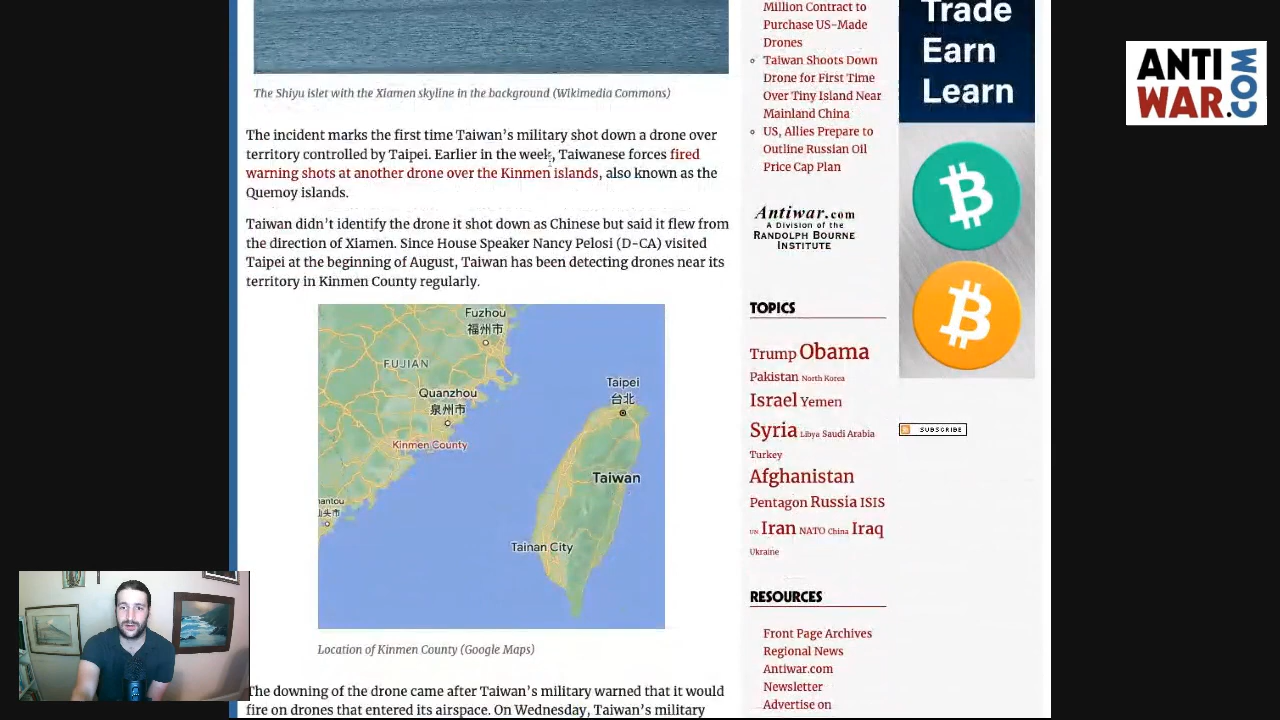 The Shiyu islet with the Xiamen skyline in the background (Wikimedia Commons)
The incident marks the first time Taiwan’s military shot down a drone over
territory controlled by Taipei. Earlier in the week, Taiwanese forces fired
warning shots at another drone over the Kinmen islands, also known as the
Quemoy islands.
Taiwan didn’t identify the drone it shot down as Chinese but said it flew from
the direction of Xiamen. Since House Speaker Nancy Pelosi (D-CA) visited
Taipei at the beginning of August, Taiwan has been detecting drones near its
territory in Kinmen County regularly.
Fuzhou
福州市
FUJIAN
Taipei
台北
Quanzhou
泉州市
Kinmen County
Taiwan
hantou
头市
Tainan City
Location of Kinmen County (Google Maps)
The downing of the drone came after Taiwan’s military warned that it would
fire on drones that entered its airspace. On Wednesday, Taiwan’s military
Million Contract to
Purchase US-Made
Drones
Taiwan Shoots Down
Drone for First Time
Over Tiny Island Near
Mainland China
US, Allies Prepare to
Outline Russian Oil
Price Cap Plan
Antiwar.com
A Division of the
RANDOLPH BOURNE
INSTITUTE
TOPICS
Trump Obama
Pakistan North Korea
Israel Yemen
Syria Libya Saudi Arabia
Turkey
Afghanistan
Pentagon Russia ISIS
UN Iran NATO China Iraq
Ukraine
RESOURCES
Front Page Archives
Regional News
Antiwar.com
Newsletter
Advertise on
Trade
Earn
Learn
SUBSCRIBE
ANTI
WAR.COM